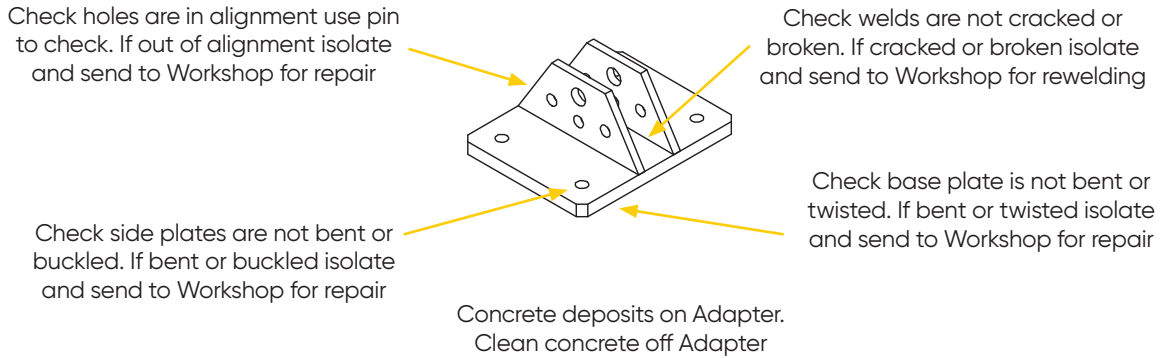 Check holes are in alignment use pin
to check. If out of alignment isolate
and send to Workshop for repair
Check welds are not cracked or
broken. If cracked or broken isolate
and send to Workshop for rewelding
Check side plates are not bent or
buckled. If bent or buckled isolate
and send to Workshop for repair
Check base plate is not bent or
twisted. If bent or twisted isolate
and send to Workshop for repair
Concrete deposits on Adapter.
Clean concrete off Adapter